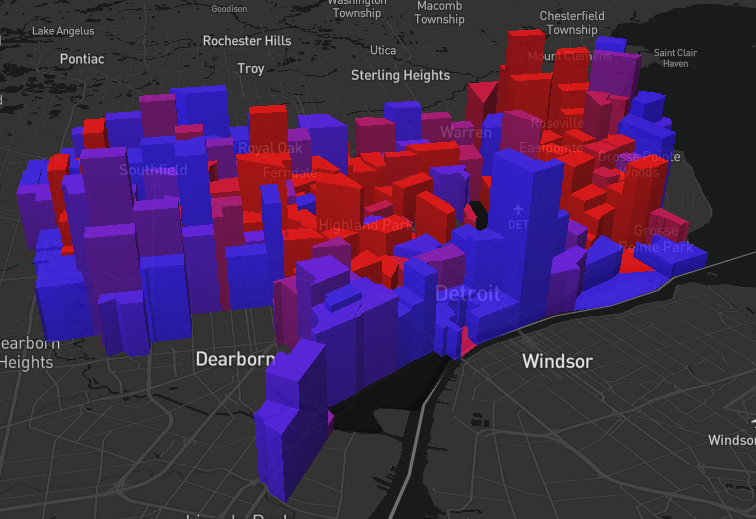 Goodison
Washington
Township
Macomb
Township
Chesterfield
Township
Lake Angelus
Rochester Hills
Utica
Pontiac
Troy
Sterling Heights
Mount Clemens
Saint Clair
Haven
Warren
Roseville
Royal Oak
Eastpointe
Grosse Pointe
Woods
Southfield
Ferndale
Highland Park
DET
Grosse
Pointe Park
Detroit
earborn
Heights
Dearborn
Windsor
Windso